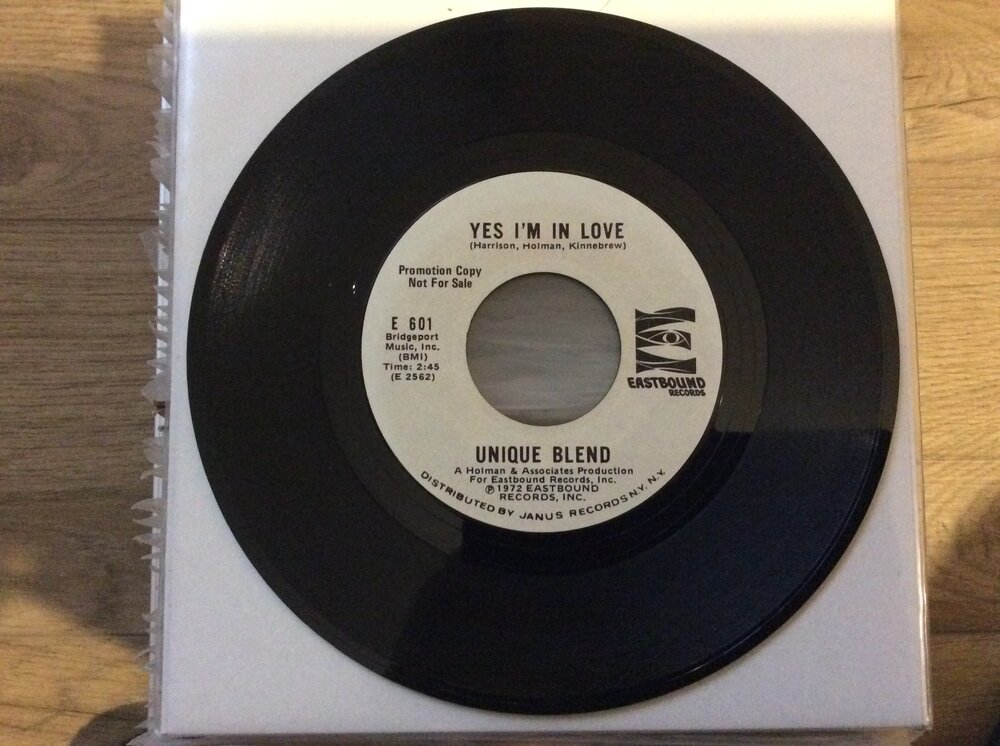 YES I'M IN LOVE
(Harrison, Holman, Kinnebrew)
Promotion Copy
Not For Sale
E 601
Bridgeport
Music, Inc.
(BMI)
Time: 2:45
(E 2562)
EASTBOUND
RECORDS
UNIQUE BLEND
A Holman & Associates Production
For Eastbound Records, Inc.
℗ 1972 EASTBOUND
RECORDS, INC.
DISTRIBUTED BY JANUS RECORDS N.Y. N.Y.